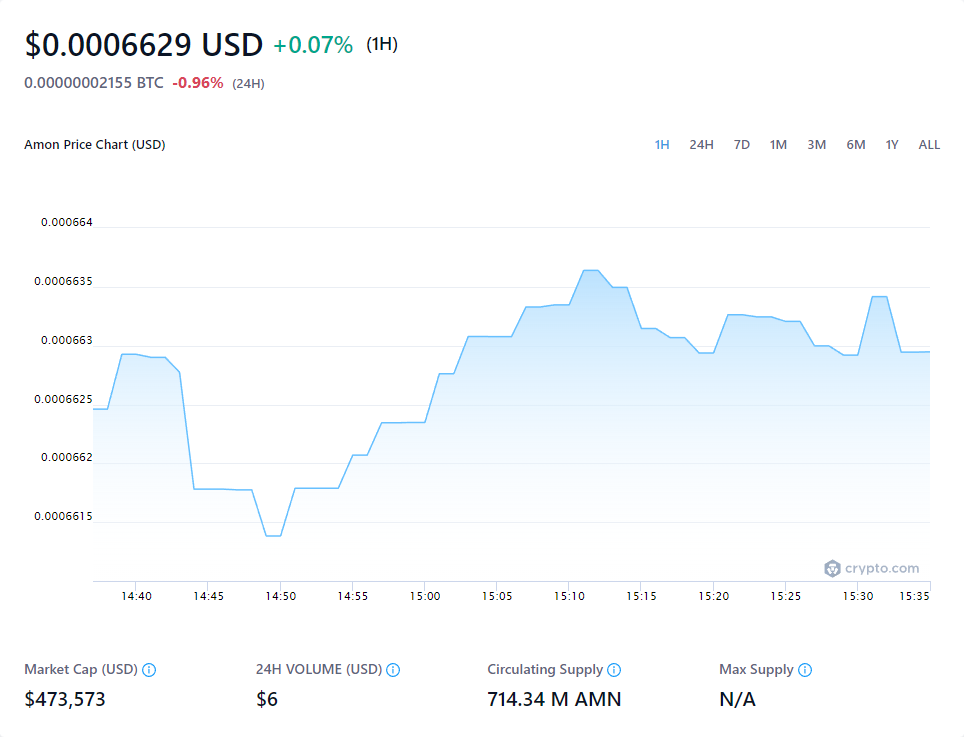 $0.0006629 USD +0.07% (1H)
0.00000002155 BTC -0.96% (24H)
Amon Price Chart (USD) 1H 24H 7D 1M 3M 6M 1Y ALL
0.000664
0.0006635
0.000663
0.0006625
0.000662
0.0006615
crypto.com
14:40 14:45 14:50 14:55 15:00 15:05 15:10 15:15 15:20 15:25 15:30 15:35
Market Cap (USD) 24H VOLUME (USD) Circulating Supply Max Supply
$473,573 $6 714.34 M AMN N/A